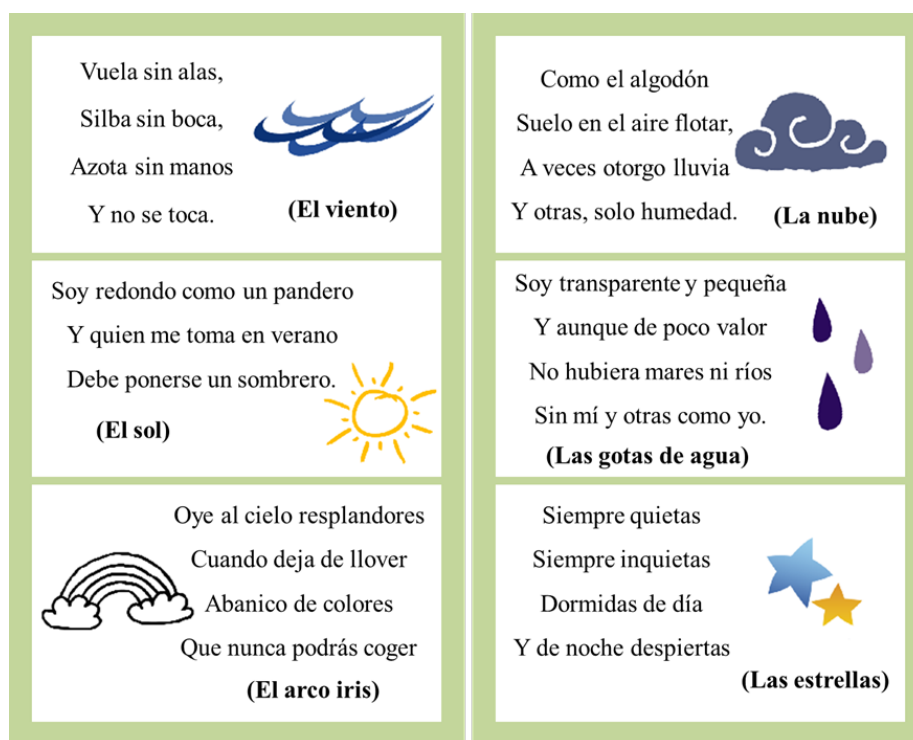 Vuela sin alas,
Silba sin boca,
Azota sin manos
Y no se toca.
(El viento)
Soy redondo como un pandero
Y quien me toma en verano
Debe ponerse un sombrero.
(El sol)
Oye al cielo resplandores
Cuando deja de llover
Abanico de colores
Que nunca podrás coger
(El arco iris)
Como el algodón
Suelo en el aire flotar,
A veces otorgo lluvia
Y otras, solo humedad.
(La nube)
Soy transparente y pequeña
Y aunque de poco valor
No hubiera mares ni ríos
Sin mí y otras como yo.
(Las gotas de agua)
Siempre quietas
Siempre inquietas
Dormidas de día
Y de noche despiertas
(Las estrellas)